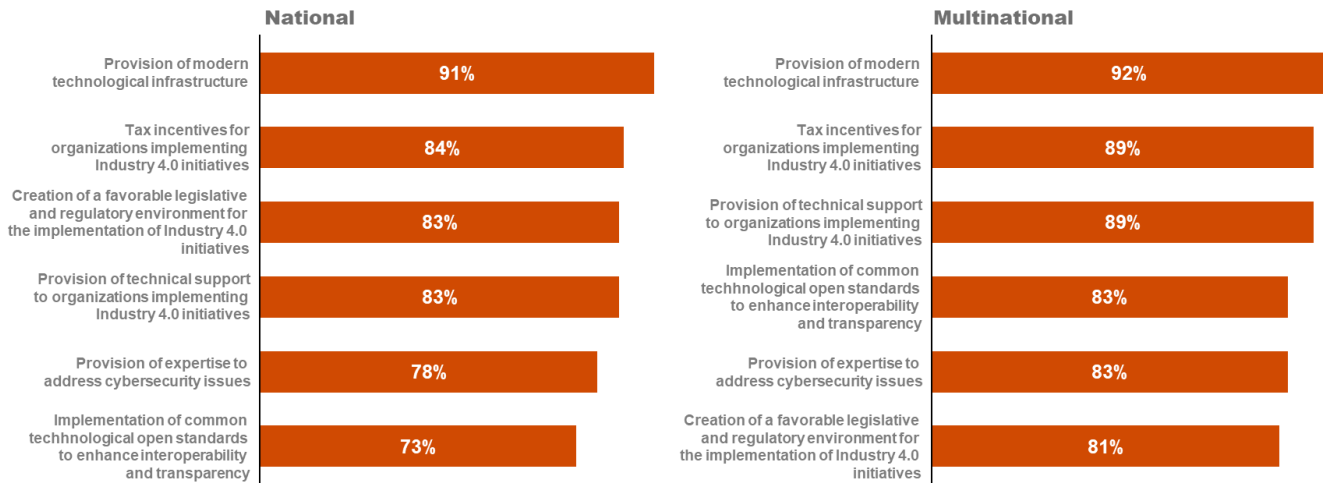 National
Provision of modern
technological infrastructure
91%
Tax incentives for
organizations implementing
Industry 4.0 initiatives
84%
Creation of a favorable legislative
and regulatory environment for
the implementation of Industry 4.0
initiatives
83%
Provision of technical support
to organizations implementing
Industry 4.0 initiatives
83%
Provision of expertise to
address cybersecurity issues
78%
Implementation of common
techhnological open standards
to enhance interoperability
and transparency
73%
Multinational
Provision of modern
technological infrastructure
92%
Tax incentives for
organizations implementing
Industry 4.0 initiatives
89%
Provision of technical support
to organizations implementing
Industry 4.0 initiatives
89%
Implementation of common
techhnological open standards
to enhance interoperability
and transparency
83%
Provision of expertise to
address cybersecurity issues
83%
Creation of a favorable legislative
and regulatory environment for
the implementation of Industry 4.0
initiatives
81%